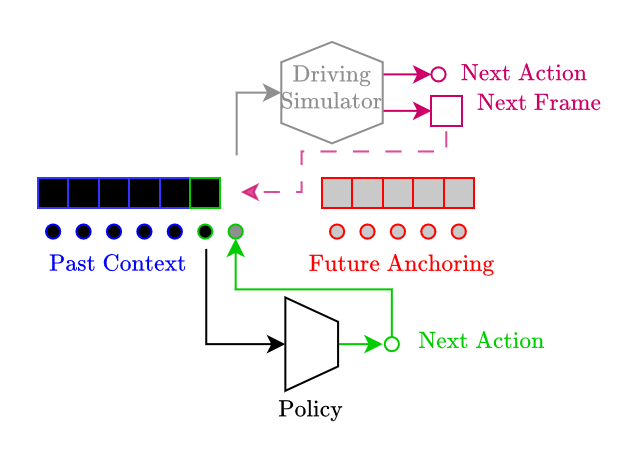 Driving
Simulator
Next Action
Next Frame
Past Context
Future Anchoring
Next Action
Policy